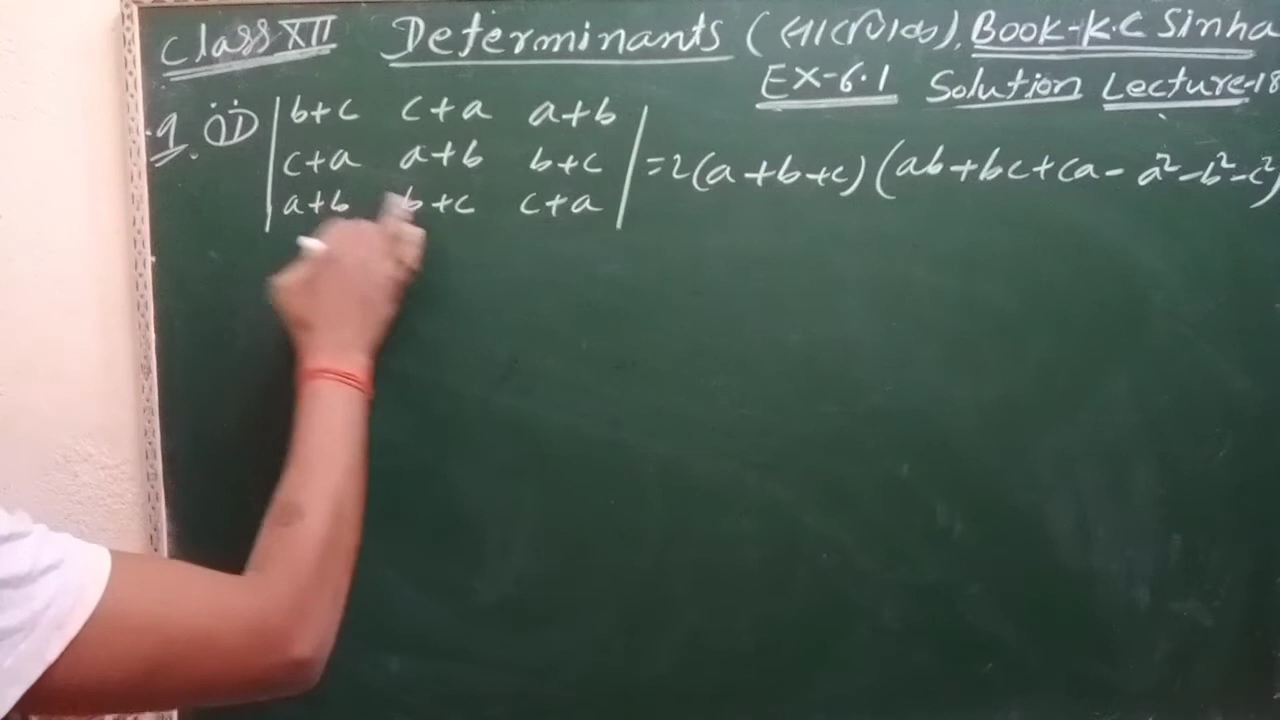 Class XII Determinants (सारणिक), Book-K.C Sinha
EX-6.1 Solution Lecture-18
9. (ii) | b+c c+a a+b |
| c+a a+b b+c | =2(a+b+c)(ab+bc+ca-a²-b²-c²)
| a+b b+c c+a |